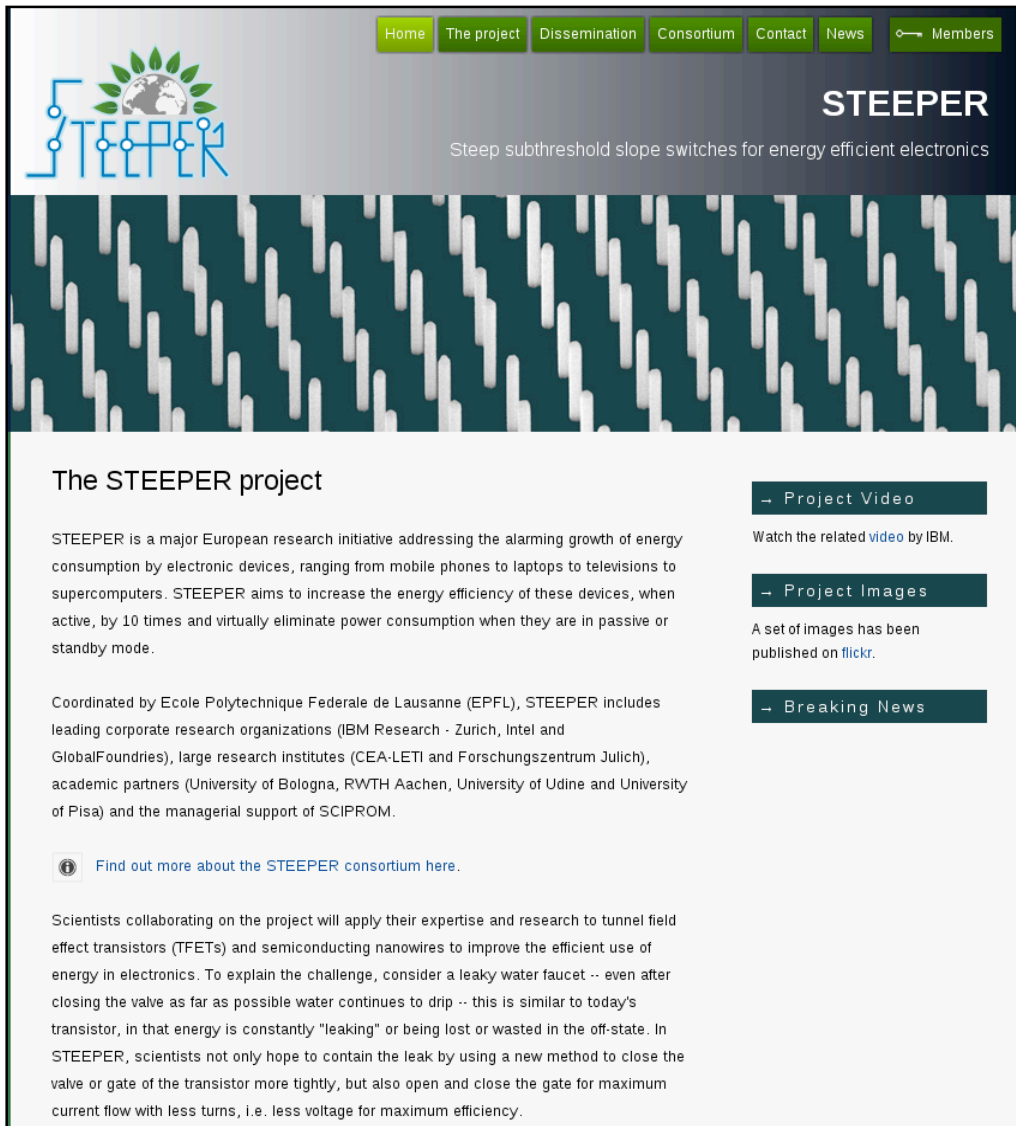 Home The project Dissemination Consortium Contact News Members
STEEPER
STEEPER
Steep subthreshold slope switches for energy efficient electronics
The STEEPER project
STEEPER is a major European research initiative addressing the alarming growth of energy
consumption by electronic devices, ranging from mobile phones to laptops to televisions to
supercomputers. STEEPER aims to increase the energy efficiency of these devices, when
active, by 10 times and virtually eliminate power consumption when they are in passive or
standby mode.
Coordinated by Ecole Polytechnique Federale de Lausanne (EPFL), STEEPER includes
leading corporate research organizations (IBM Research - Zurich, Intel and
GlobalFoundries), large research institutes (CEA-LETI and Forschungszentrum Julich),
academic partners (University of Bologna, RWTH Aachen, University of Udine and University
of Pisa) and the managerial support of SCIPROM.
Find out more about the STEEPER consortium here.
Scientists collaborating on the project will apply their expertise and research to tunnel field
effect transistors (TFETs) and semiconducting nanowires to improve the efficient use of
energy in electronics. To explain the challenge, consider a leaky water faucet -- even after
closing the valve as far as possible water continues to drip -- this is similar to today's
transistor, in that energy is constantly "leaking" or being lost or wasted in the off-state. In
STEEPER, scientists not only hope to contain the leak by using a new method to close the
valve or gate of the transistor more tightly, but also open and close the gate for maximum
current flow with less turns, i.e. less voltage for maximum efficiency.
→ Project Video
Watch the related video by IBM.
→ Project Images
A set of images has been
published on flickr.
→ Breaking News